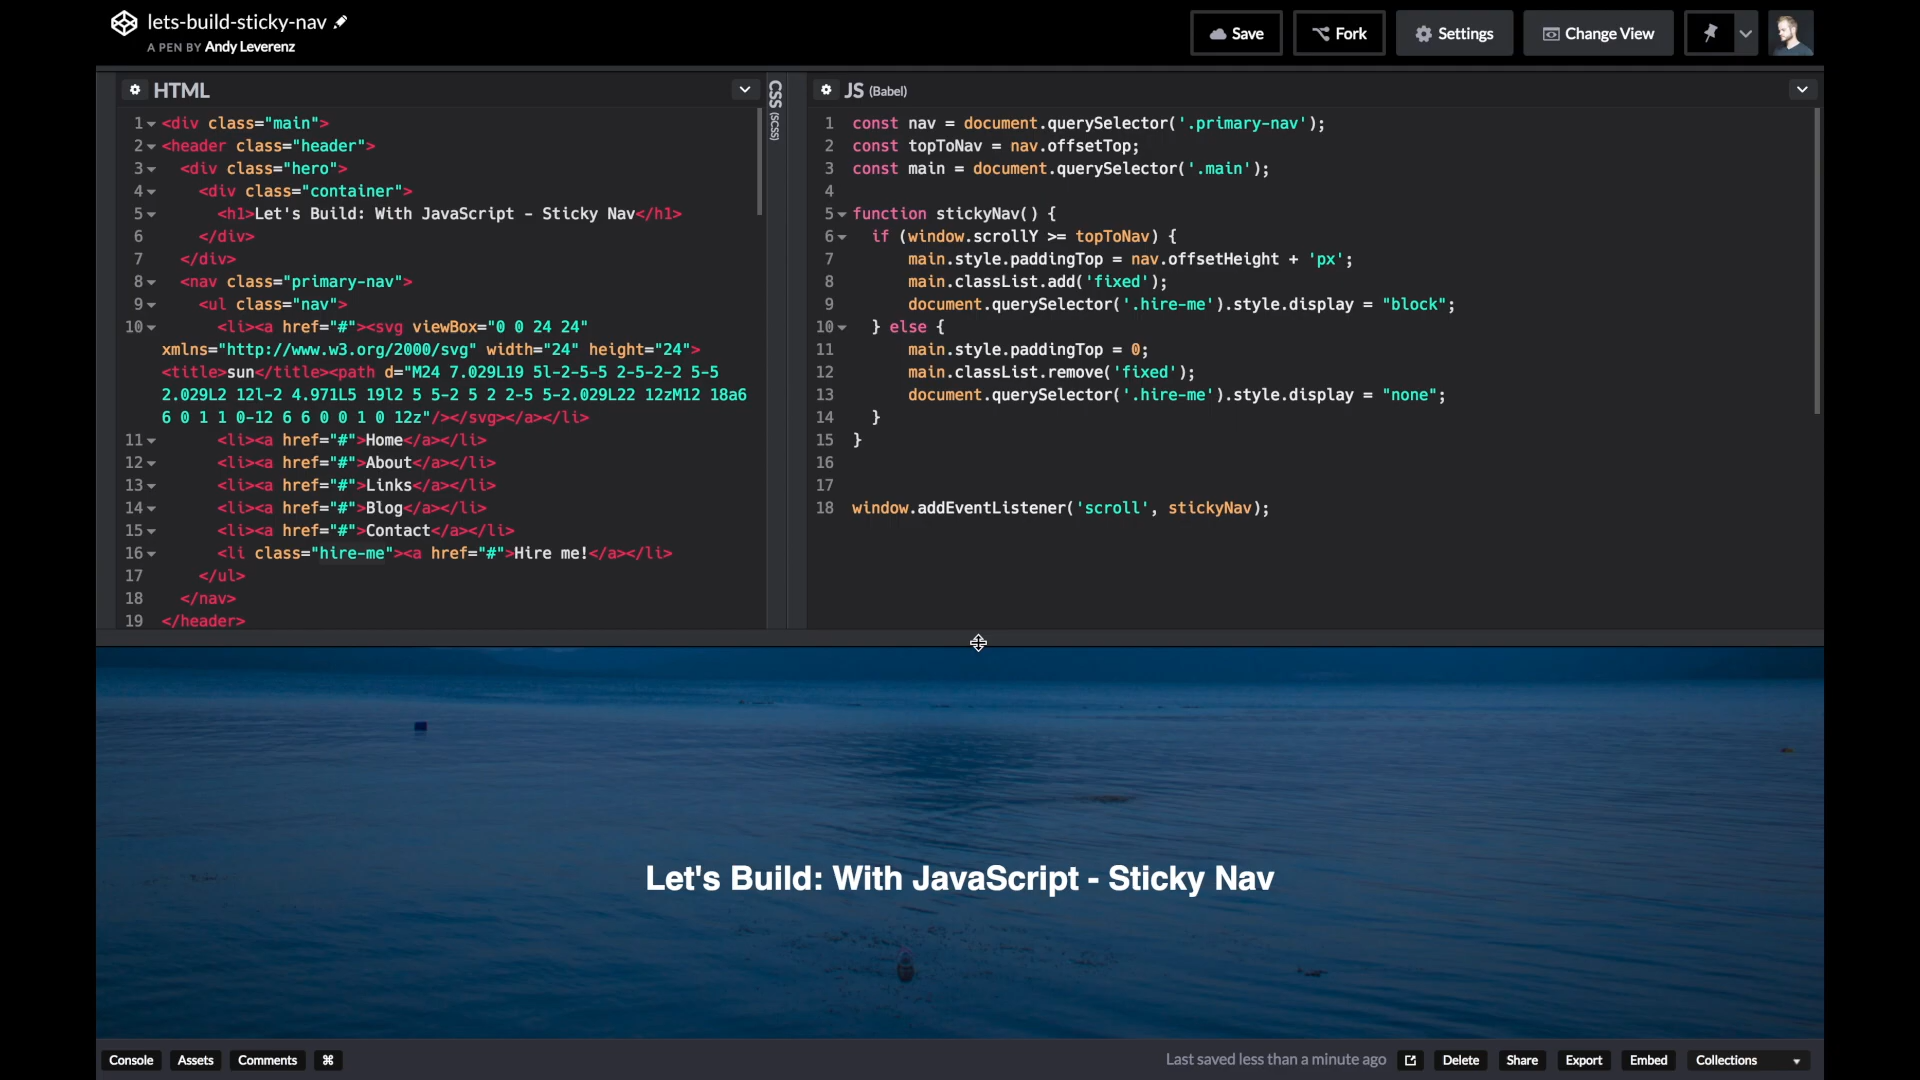 lets-build-sticky-nav
A PEN BY Andy Leverenz
Save
Fork
Settings
Change View
HTML
1 <div class="main">
2 <header class="header">
3 <div class="hero">
4 <div class="container">
5 <h1>Let's Build: With JavaScript - Sticky Nav</h1>
6 </div>
7 </div>
8 <nav class="primary-nav">
9 <ul class="nav">
10 <li><a href="#"><svg viewBox="0 0 24 24"
xmlns="http://www.w3.org/2000/svg" width="24" height="24">
<title>sun</title><path d="M24 7.029L19 5l-2-5-5 2-5-2-2 5-5
2.029L2 12l-2 4.971L5 19l2 5 5-2 5 2 2-5 5-2.029L22 12zM12 18a6
6 0 1 1 0-12 6 6 0 0 1 0 12z"/></svg></a></li>
11 <li><a href="#">Home</a></li>
12 <li><a href="#">About</a></li>
13 <li><a href="#">Links</a></li>
14 <li><a href="#">Blog</a></li>
15 <li><a href="#">Contact</a></li>
16 <li class="hire-me"><a href="#">Hire me!</a></li>
17 </ul>
18 </nav>
19 </header>
CSS (SCSS)
JS (Babel)
1 const nav = document.querySelector('.primary-nav');
2 const topToNav = nav.offsetTop;
3 const main = document.querySelector('.main');
4
5 function stickyNav() {
6 if (window.scrollY >= topToNav) {
7 main.style.paddingTop = nav.offsetHeight + 'px';
8 main.classList.add('fixed');
9 document.querySelector('.hire-me').style.display = "block";
10 } else {
11 main.style.paddingTop = 0;
12 main.classList.remove('fixed');
13 document.querySelector('.hire-me').style.display = "none";
14 }
15 }
16
17
18 window.addEventListener('scroll', stickyNav);
Let's Build: With JavaScript - Sticky Nav
Console
Assets
Comments
⌘
Last saved less than a minute ago
Delete
Share
Export
Embed
Collections